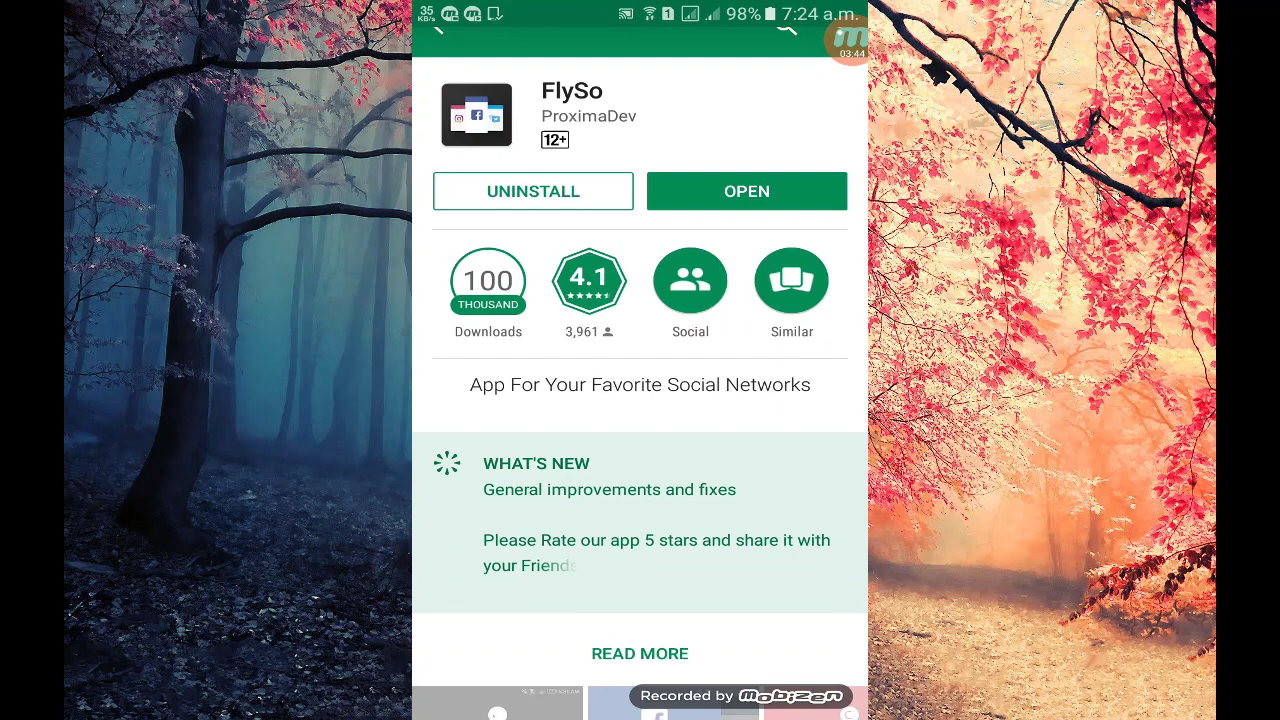 35
KB/s
1
98%
7:24 a.m.
03:44
FlySo
ProximaDev
12+
UNINSTALL
OPEN
100
THOUSAND
Downloads
4.1
3,961
Social
Similar
App For Your Favorite Social Networks
WHAT'S NEW
General improvements and fixes
Please Rate our app 5 stars and share it with
your Friends
READ MORE
Recorded by mobizen